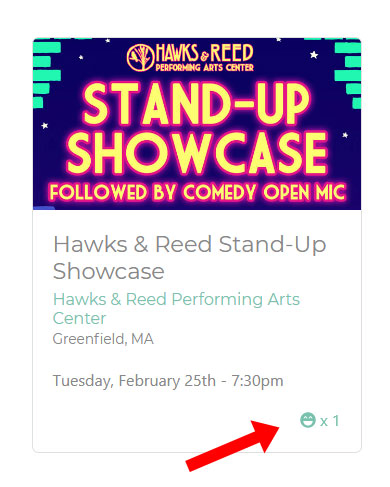 HAWKS & REED
PERFORMING ARTS CENTER
STAND-UP
SHOWCASE
FOLLOWED BY COMEDY OPEN MIC
Hawks & Reed Stand-Up
Showcase
Hawks & Reed Performing Arts
Center
Greenfield, MA
Tuesday, February 25th - 7:30pm
x 1